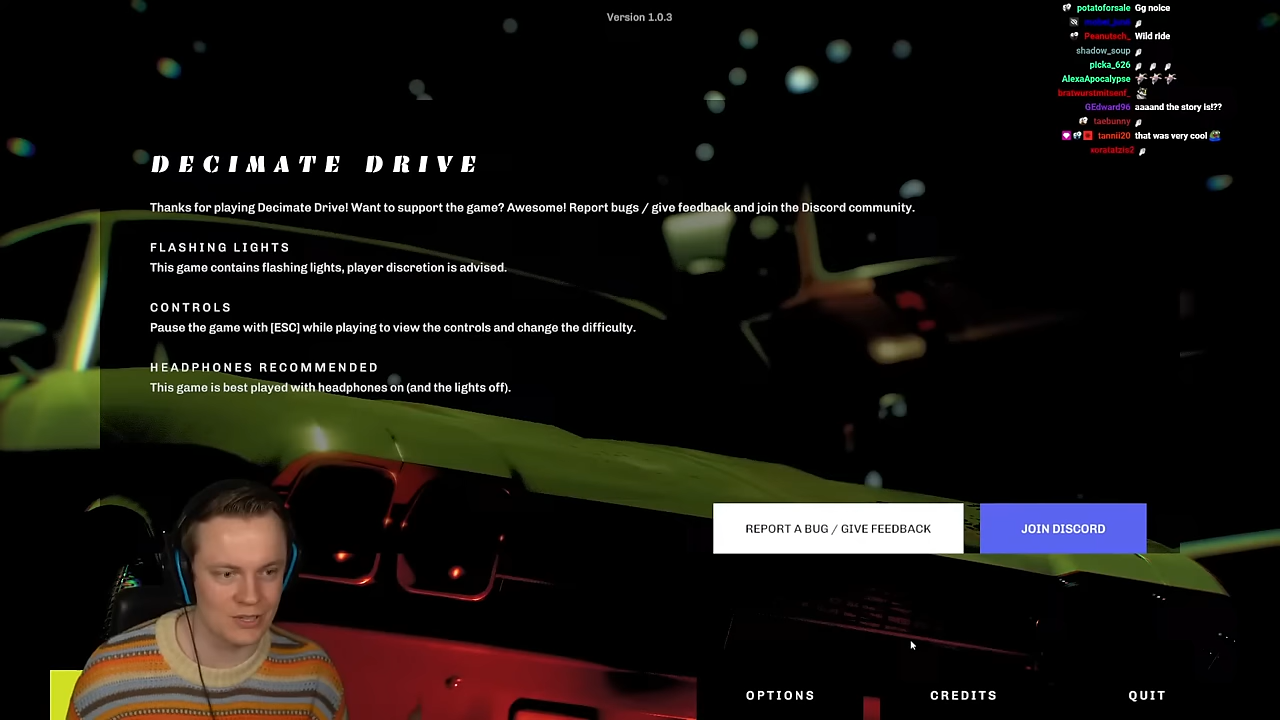 Version 1.0.3
potatoforsale Gg noice
Peanutech_ Wild ride
shadow_soup
picka_626
AlexaApocalypse
bratwurstmitsenf_
GEdward96 aaaand the story is!??
taebunny
tannii20 that was very cool
xoratatzis2
DECIMATE DRIVE
Thanks for playing Decimate Drive! Want to support the game? Awesome! Report bugs / give feedback and join the Discord community.
FLASHING LIGHTS
This game contains flashing lights, player discretion is advised.
CONTROLS
Pause the game with [ESC] while playing to view the controls and change the difficulty.
HEADPHONES RECOMMENDED
This game is best played with headphones on (and the lights off).
REPORT A BUG / GIVE FEEDBACK
JOIN DISCORD
OPTIONS
CREDITS
QUIT